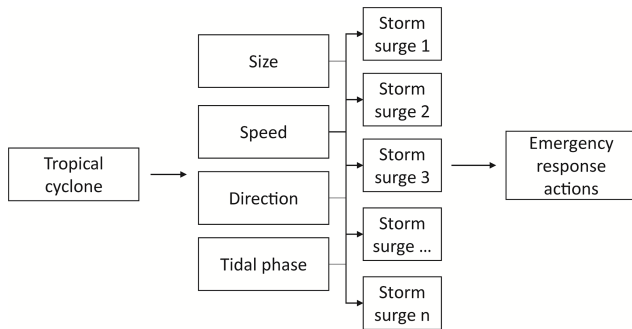 Tropical
cyclone
Size
Speed
Direction
Tidal phase
Storm
surge 1
Storm
surge 2
Storm
surge 3
Storm
surge ...
Storm
surge n
Emergency
response
actions